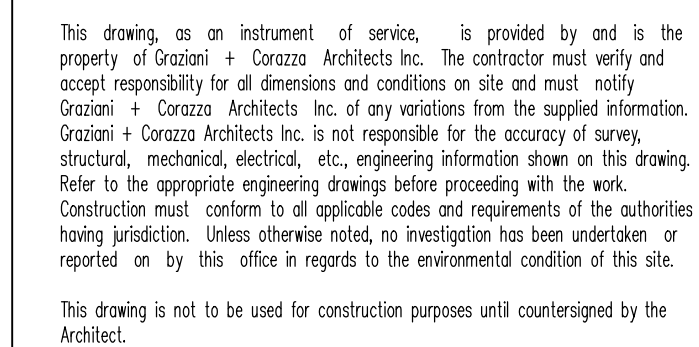 This drawing, as an instrument of service, is provided by and is the
property of Graziani + Corazza Architects Inc. The contractor must verify and
accept responsibility for all dimensions and conditions on site and must notify
Graziani + Corazza Architects Inc. of any variations from the supplied information.
Graziani + Corazza Architects Inc. is not responsible for the accuracy of survey,
structural, mechanical, electrical, etc., engineering information shown on this drawing.
Refer to the appropriate engineering drawings before proceeding with the work.
Construction must conform to all applicable codes and requirements of the authorities
having jurisdiction. Unless otherwise noted, no investigation has been undertaken or
reported on by this office in regards to the environmental condition of this site.
This drawing is not to be used for construction purposes until countersigned by the
Architect.